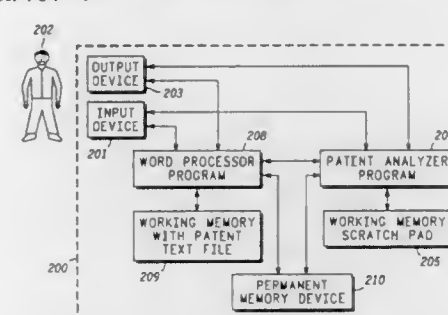 202
OUTPUT
DEVICE
203
INPUT
DEVICE
201
208
WORD PROCESSOR
PROGRAM
PATENT ANALYZER
PROGRAM
WORKING MEMORY
WITH PATENT
TEXT FILE
209
WORKING MEMORY
SCRATCH PAD
205
200
210
PERMANENT
MEMORY DEVICE